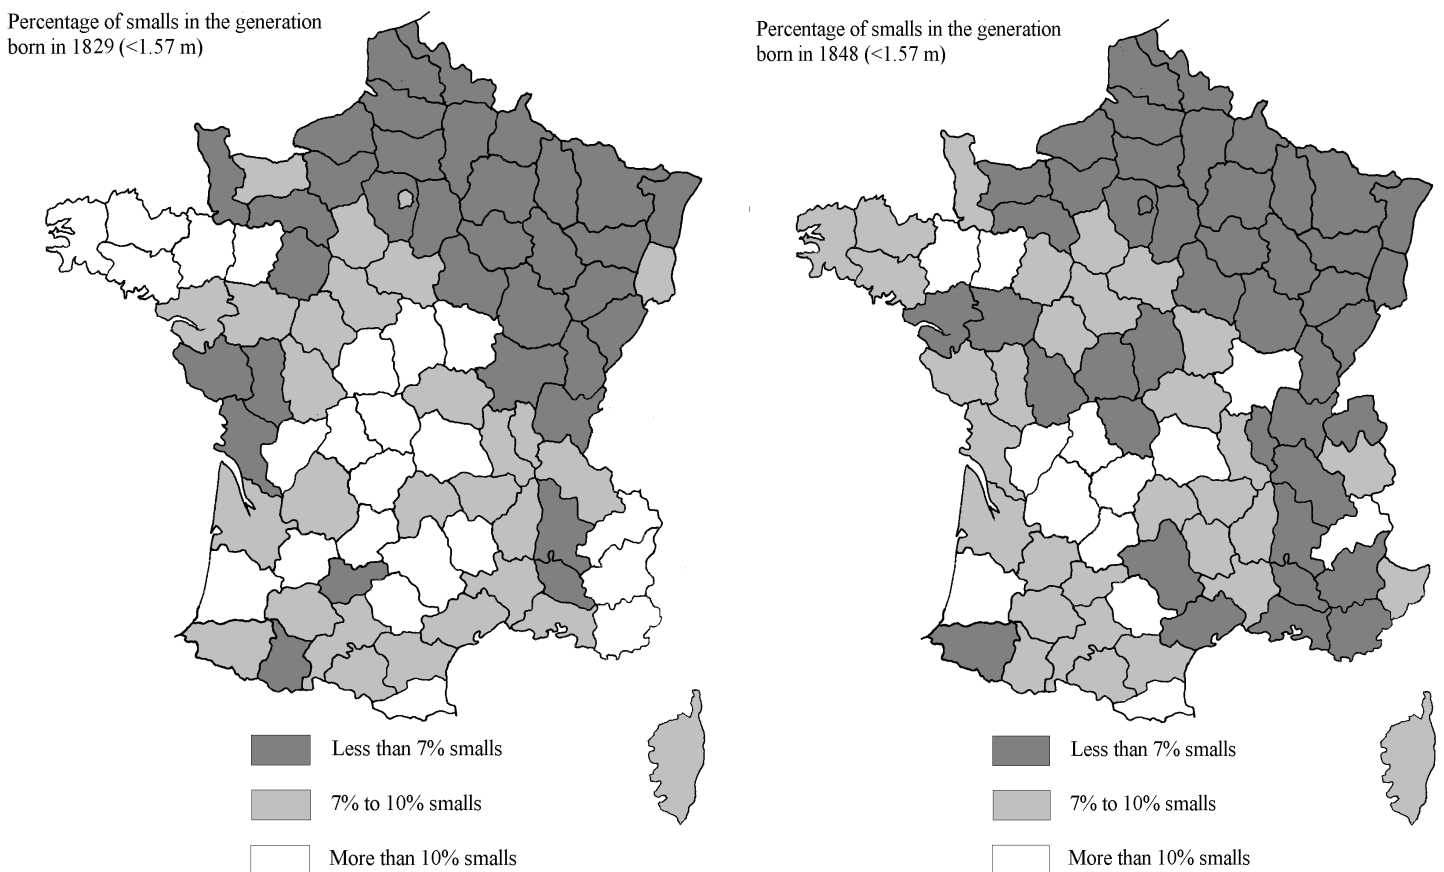 Percentage of smalls in the generation
born in 1829 (<1.57 m)
Less than 7% smalls
7% to 10% smalls
More than 10% smalls
Percentage of smalls in the generation
born in 1848 (<1.57 m)
Less than 7% smalls
7% to 10% smalls
More than 10% smalls